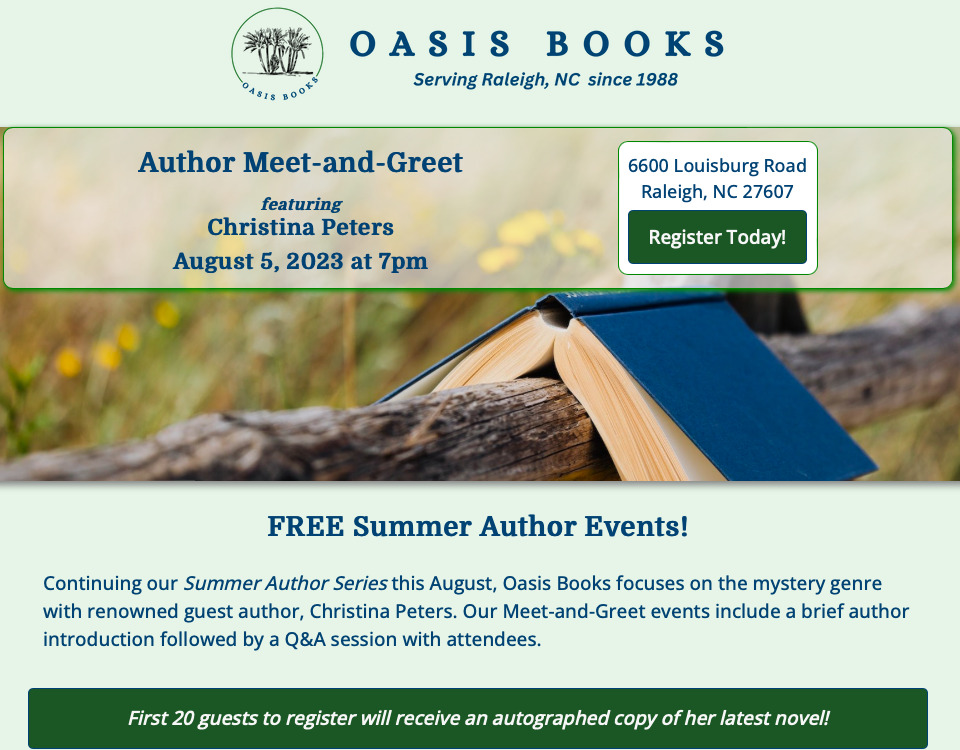 OASIS BOOKS
OASIS BOOKS
Serving Raleigh, NC since 1988
Author Meet-and-Greet
featuring
Christina Peters
August 5, 2023 at 7pm
6600 Louisburg Road
Raleigh, NC 27607
Register Today!
FREE Summer Author Events!
Continuing our Summer Author Series this August, Oasis Books focuses on the mystery genre
with renowned guest author, Christina Peters. Our Meet-and-Greet events include a brief author
introduction followed by a Q&A session with attendees.
First 20 guests to register will receive an autographed copy of her latest novel!